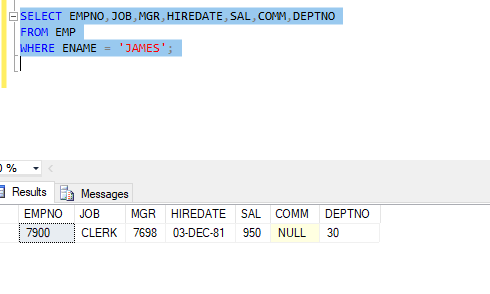 SELECT EMPNO,JOB,MGR,HIREDATE,SAL,COMM,DEPTNO
FROM EMP
WHERE ENAME = 'JAMES';
%
Results Messages
EMPNO JOB MGR HIREDATE SAL COMM DEPTNO
7900 CLERK 7698 03-DEC-81 950 NULL 30